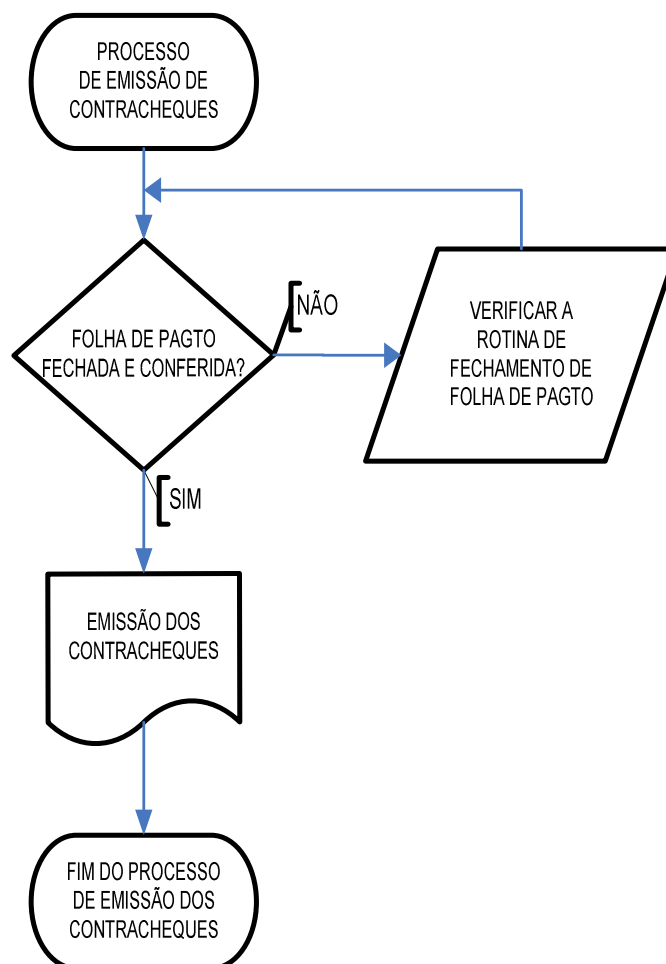 PROCESSO
DE EMISSÃO DE
CONTRACHEQUES
FOLHA DE PAGTO
FECHADA E CONFERIDA?
NÃO
VERIFICAR A
ROTINA DE
FECHAMENTO DE
FOLHA DE PAGTO
SIM
EMISSÃO DOS
CONTRACHEQUES
FIM DO PROCESSO
DE EMISSÃO DOS
CONTRACHEQUES